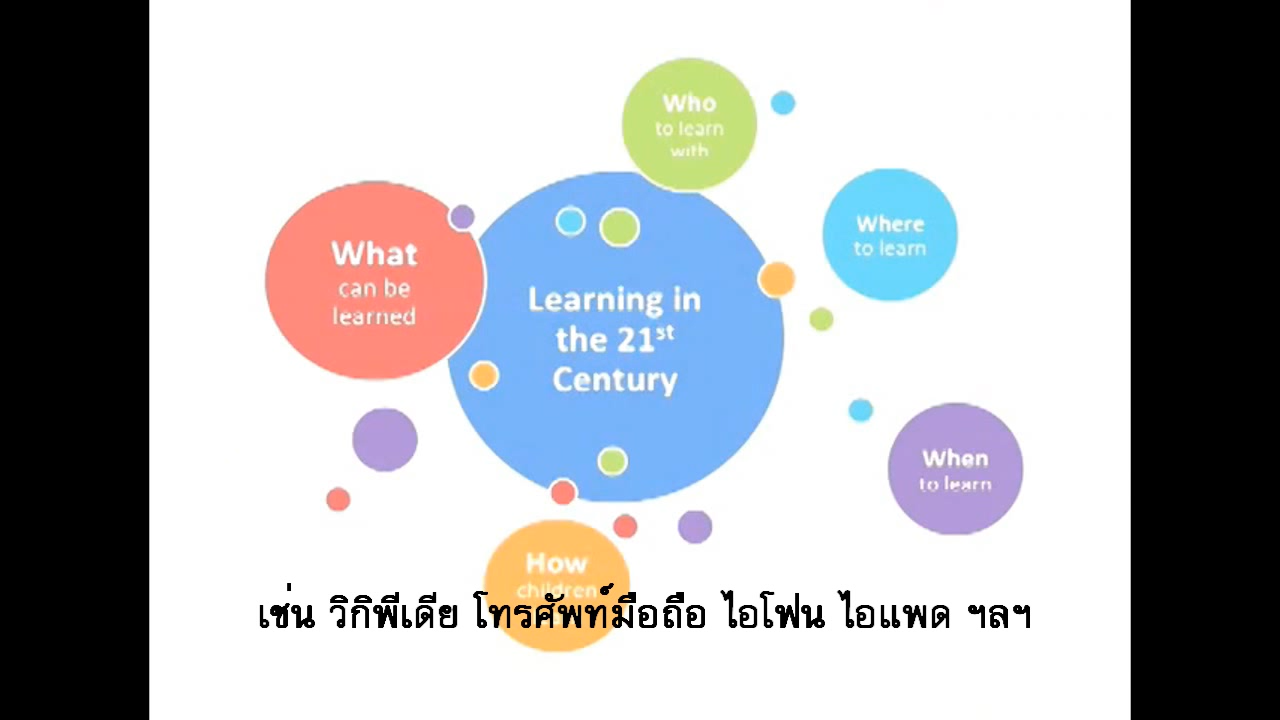 Who
to learn
with
Where
to learn
What
can be
learned
Learning in
the 21st
Century
When
to learn
How
children
เช่น วิกิพีเดีย โทรศัพท์มือถือ ไอโฟน ไอแพด ฯลฯ